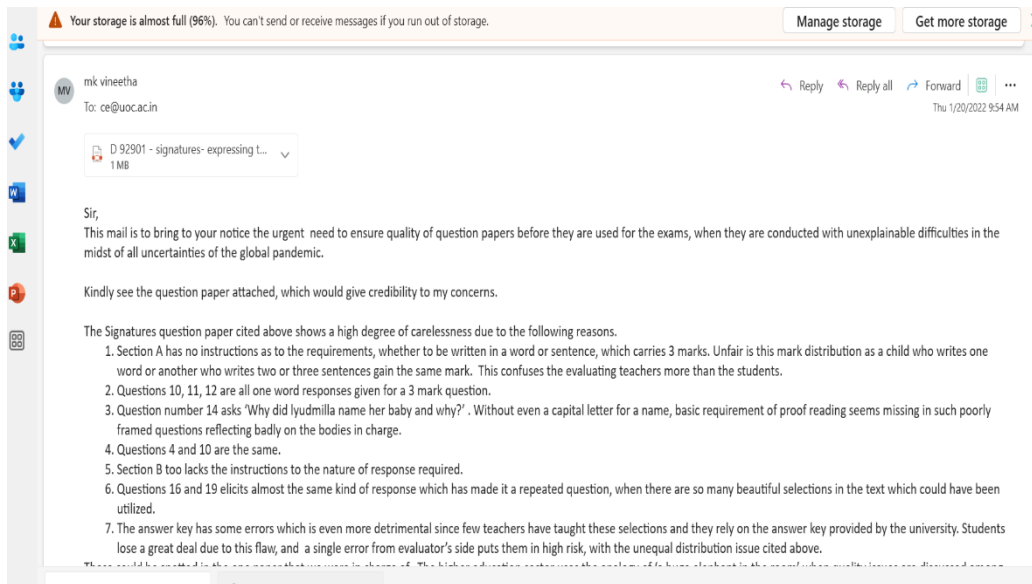 Your storage is almost full (96%). You can't send or receive messages if you run out of storage. Manage storage Get more storage
mk vineetha
Reply Reply all Forward
MV
To: ce@uoc.ac.in
Thu 1/20/2022 9:54 AM
D 92901 - signatures- expressing t...
1 MB
Sir,
This mail is to bring to your notice the urgent need to ensure quality of question papers before they are used for the exams, when they are conducted with unexplainable difficulties in the
midst of all uncertainties of the global pandemic.
Kindly see the question paper attached, which would give credibility to my concerns.
The Signatures question paper cited above shows a high degree of carelessness due to the following reasons.
1. Section A has no instructions as to the requirements, whether to be written in a word or sentence, which carries 3 marks. Unfair is this mark distribution as a child who writes one
word or another who writes two or three sentences gain the same mark. This confuses the evaluating teachers more than the students.
2. Questions 10, 11, 12 are all one word responses given for a 3 mark question.
3. Question number 14 asks ‘Why did lyudmilla name her baby and why?’ . Without even a capital letter for a name, basic requirement of proof reading seems missing in such poorly
framed questions reflecting badly on the bodies in charge.
4. Questions 4 and 10 are the same.
5. Section B too lacks the instructions to the nature of response required.
6. Questions 16 and 19 elicits almost the same kind of response which has made it a repeated question, when there are so many beautiful selections in the text which could have been
utilized.
7. The answer key has some errors which is even more detrimental since few teachers have taught these selections and they rely on the answer key provided by the university. Students
lose a great deal due to this flaw, and a single error from evaluator's side puts them in high risk, with the unequal distribution issue cited above.